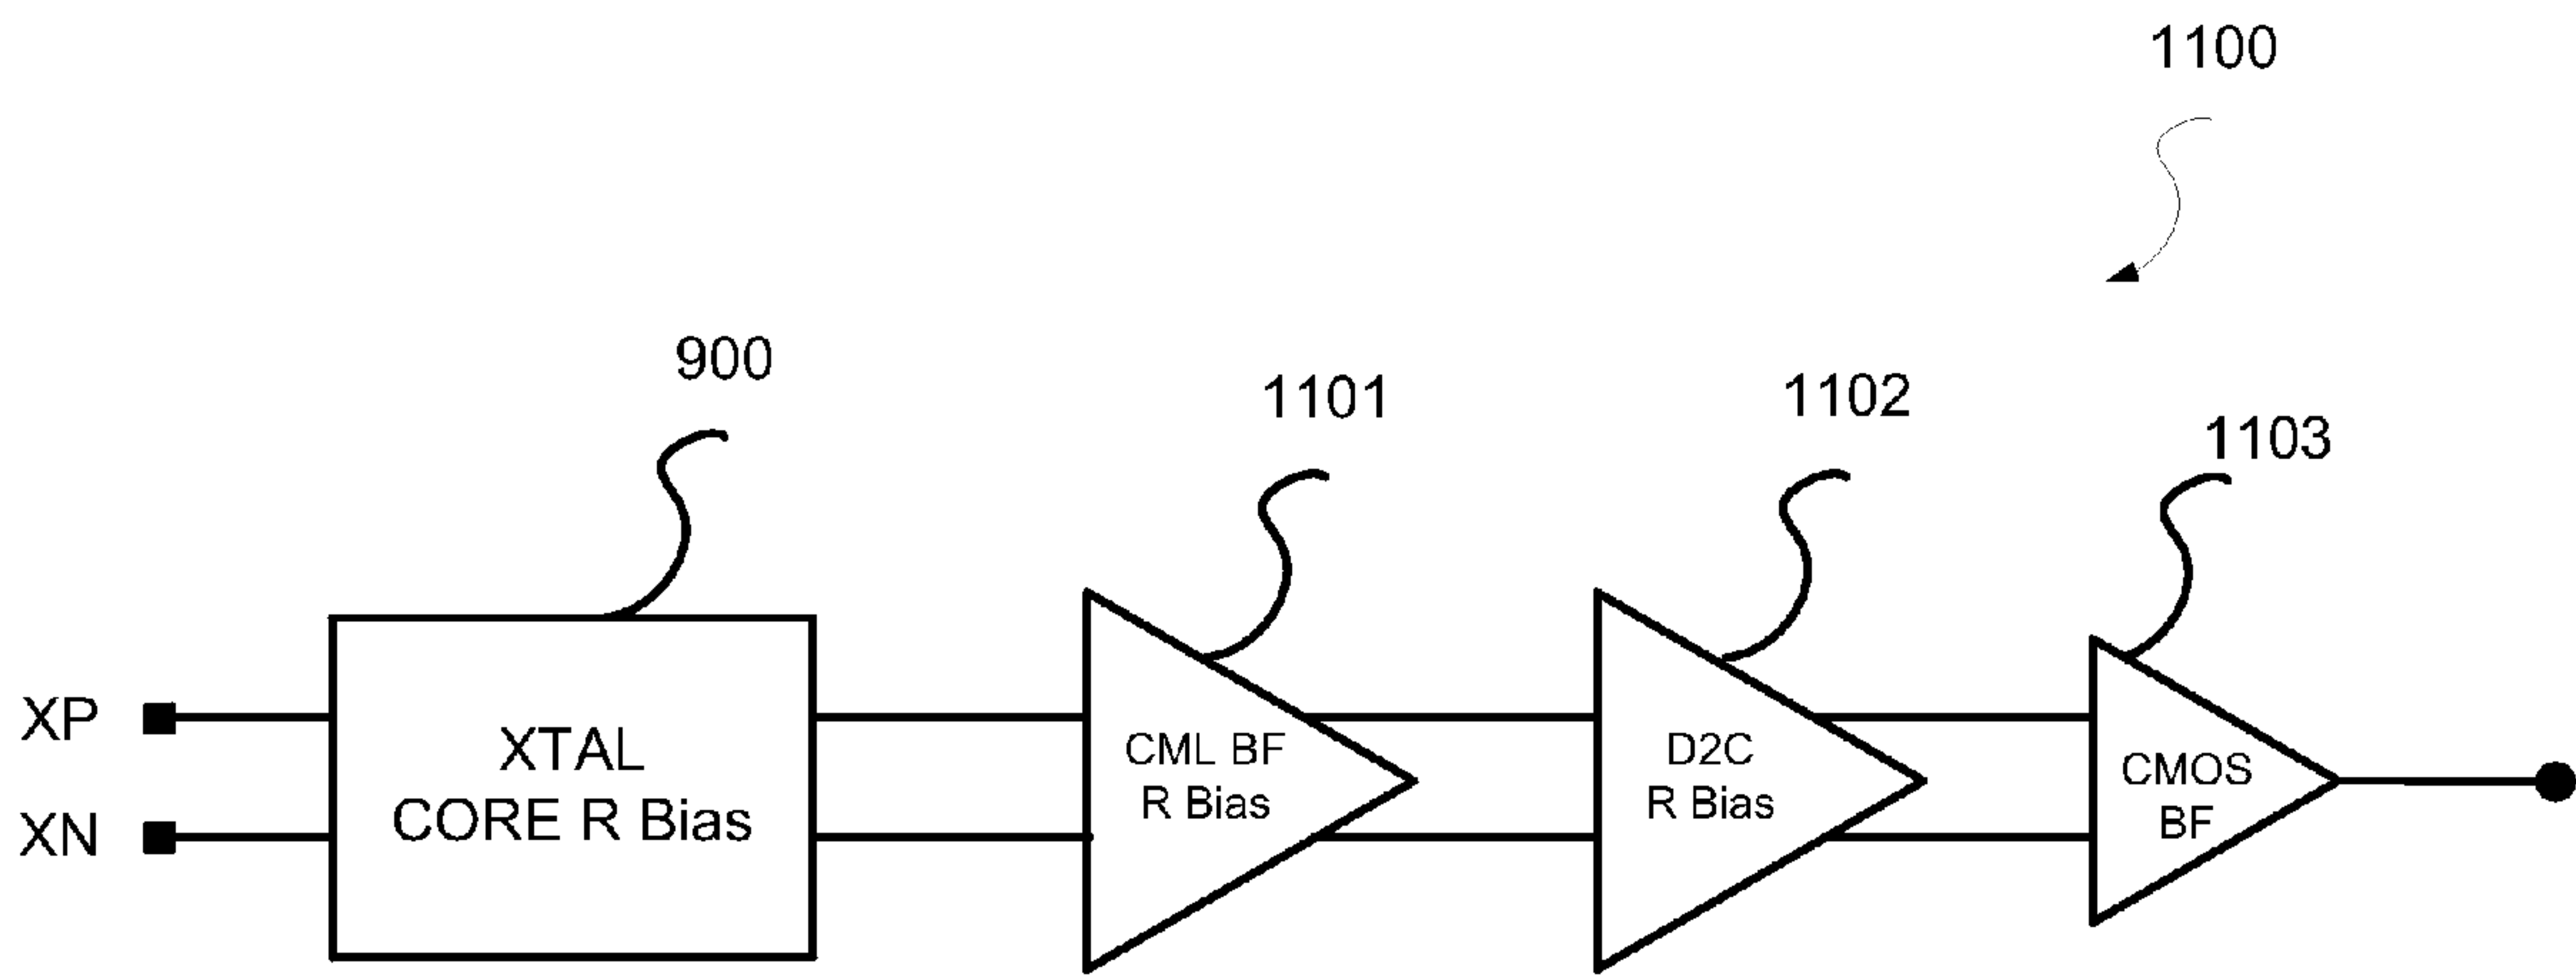 1100
900
1101
1102
1103
XP
XN
XTAL
CORE R Bias
CML BF
R Bias
D2C
R Bias
CMOS
BF